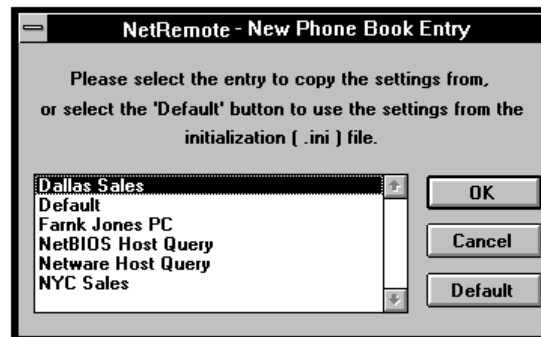 NetRemote - New Phone Book Entry
Please select the entry to copy the settings from,
or select the 'Default' button to use the settings from the
initialization ( .ini ) file.
Dallas Sales
Default
Farnk Jones PC
NetBIOS Host Query
Netware Host Query
NYC Sales
OK
Cancel
Default